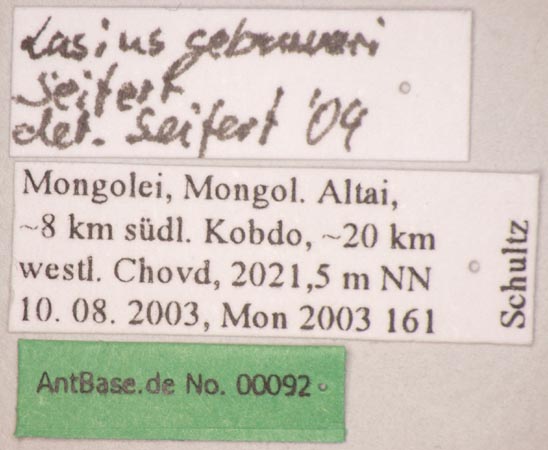 Lasius gebaueri
Seifert
det. Seifert '09
Mongolei, Mongol. Altai,
~8 km südl. Kobdo, ~20 km
westl. Chovd, 2021,5 m NN
10. 08. 2003, Mon 2003 161
Schultz
AntBase.de No. 00092